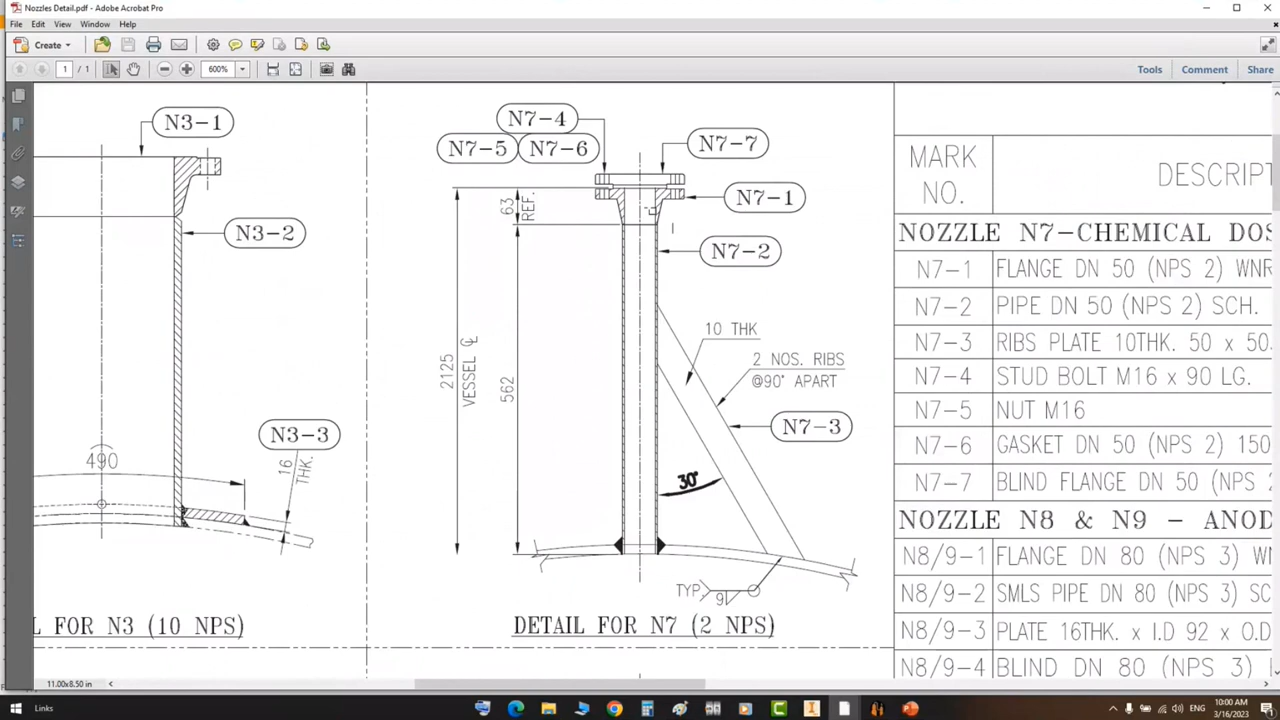 Nozzles Detail.pdf - Adobe Acrobat Pro
File Edit View Window Help
Create
1 / 1 600% Tools Comment Share
N3-1
N3-2
490
N3-3
16
THK.
L FOR N3 (10 NPS)
N7-4
N7-5 N7-6
N7-7
N7-1
63
REF.
N7-2
10 THK
2 NOS. RIBS
@90° APART
2125
VESSEL ℄
562
N7-3
30°
TYP.
9
DETAIL FOR N7 (2 NPS)
MARK
NO.
DESCRIPT
NOZZLE N7-CHEMICAL DOS
N7-1 FLANGE DN 50 (NPS 2) WNR
N7-2 PIPE DN 50 (NPS 2) SCH.
N7-3 RIBS PLATE 10THK. 50 x 50
N7-4 STUD BOLT M16 x 90 LG.
N7-5 NUT M16
N7-6 GASKET DN 50 (NPS 2) 150
N7-7 BLIND FLANGE DN 50 (NPS
NOZZLE N8 & N9 - ANOD
N8/9-1 FLANGE DN 80 (NPS 3) WN
N8/9-2 SMLS PIPE DN 80 (NPS 3) SC
N8/9-3 PLATE 16THK. x I.D 92 x O.D
N8/9-4 BLIND DN 80 (NPS 3)
11.00x8.50 in
Links
ENG
10:00 AM
3/16/2023